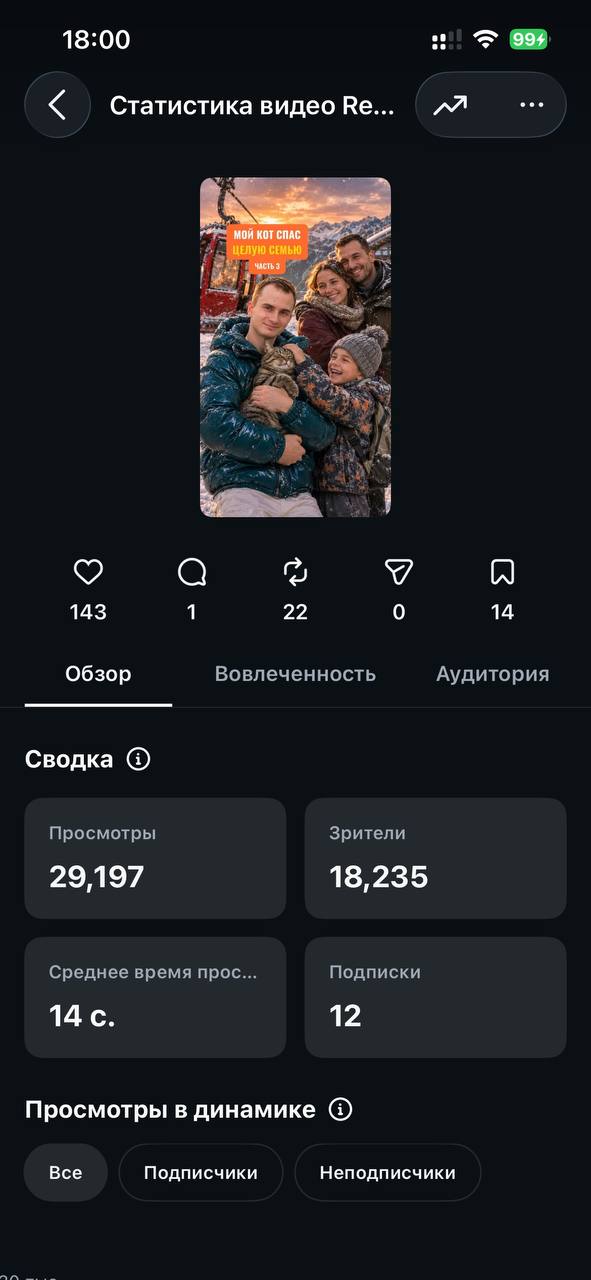 18:00
99
Статистика видео Re...
МОЙ КОТ СПАС
ЦЕЛУЮ СЕМЬЮ
ЧАСТЬ 3
143
1
22
0
14
Обзор
Вовлеченность
Аудитория
Сводка
Просмотры
Зрители
29,197
18,235
Среднее время прос...
Подписки
14 с.
12
Просмотры в динамике
Все
Подписчики
Неподписчики